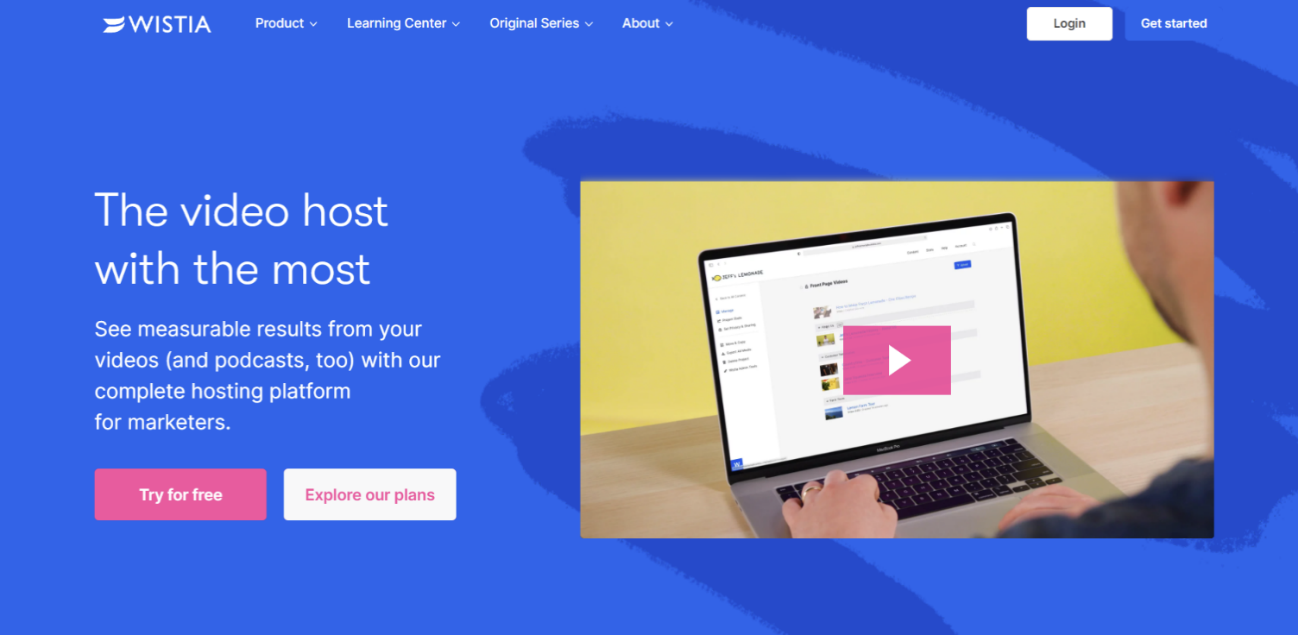 WISTIA
Product
Learning Center
Original Series
About
Login
Get started
The video host
with the most
See measurable results from your
videos (and podcasts, too) with our
complete hosting platform
for marketers.
Try for free
Explore our plans
JEFF'S LEMONADE
Front Page Videos
MacBook Pro